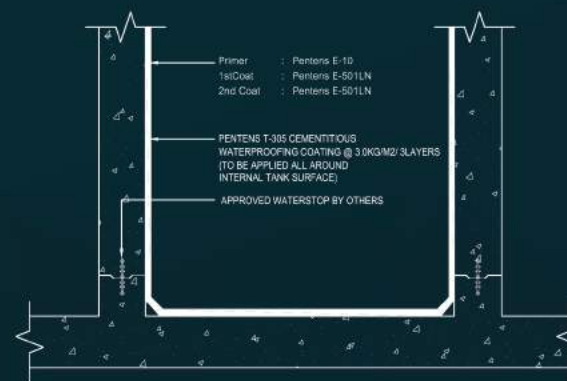 Primer : Pentens E-10
1stCoat : Pentens E-501LN
2nd Coat : Pentens E-501LN
PENTENS T-305 CEMENTITIOUS
WATERPROOFING COATING @ 3.0KG/M2/ 3LAYERS
(TO BE APPLIED ALL AROUND
INTERNAL TANK SURFACE)
APPROVED WATERSTOP BY OTHERS